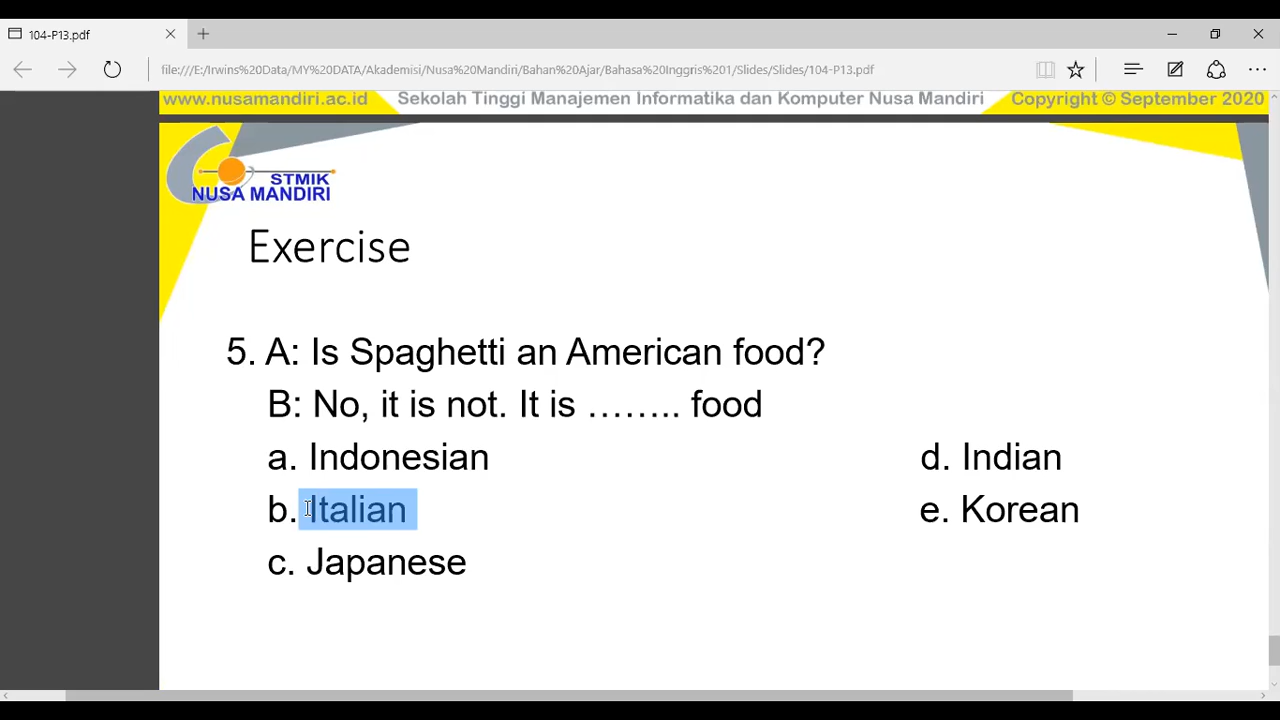 104-P13.pdf
file:///E:/Irwins%20Data/MY%20DATA/Akademisi/Nusa%20Mandiri/Bahan%20Ajar/Bahasa%20Inggris%201/Slides/Slides/104-P13.pdf
www.nusamandiri.ac.id Sekolah Tinggi Manajemen Informatika dan Komputer Nusa Mandiri Copyright © September 2020
STMIK
NUSA MANDIRI
Exercise
5. A: Is Spaghetti an American food?
B: No, it is not. It is …….. food
a. Indonesian d. Indian
b. Italian e. Korean
c. Japanese